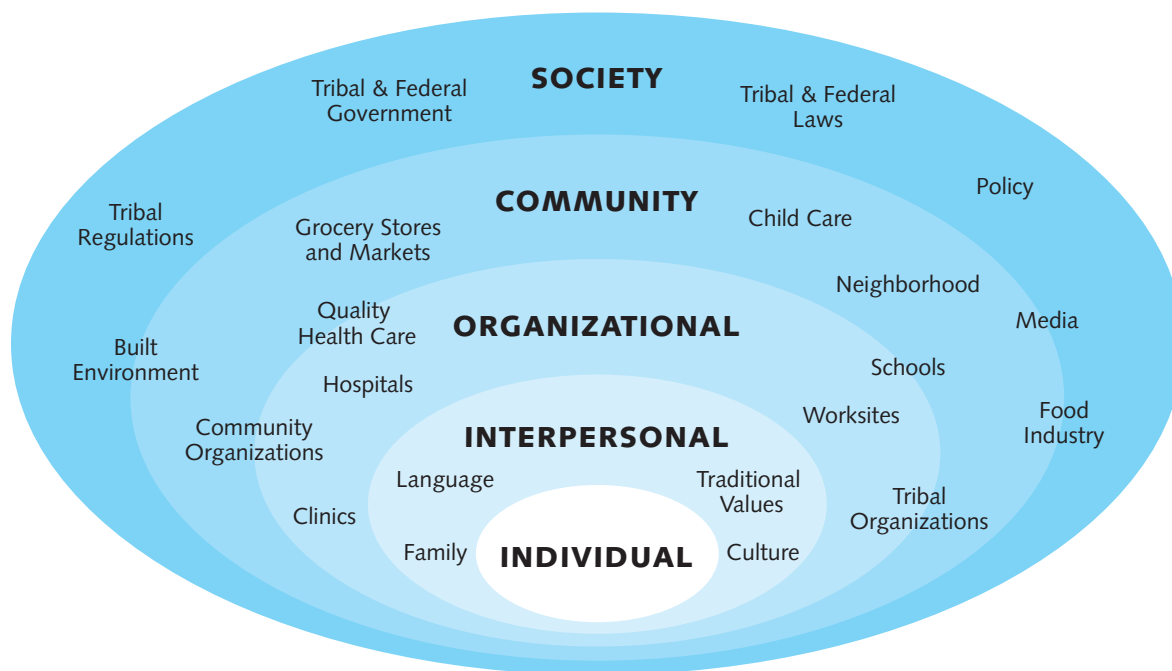 SOCIETY
Tribal & Federal
Government
Tribal & Federal
Laws
Policy
Tribal
Regulations
Media
Built
Environment
Food
Industry
COMMUNITY
Grocery Stores
and Markets
Child Care
Neighborhood
Quality
Health Care
Community
Organizations
ORGANIZATIONAL
Hospitals
Schools
Worksites
Clinics
Tribal
Organizations
INTERPERSONAL
Language
Traditional
Values
Family
Culture
INDIVIDUAL